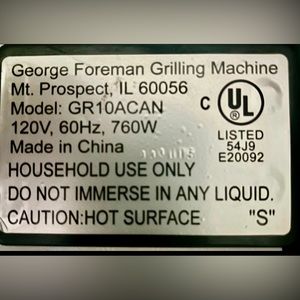 George Foreman Grilling Machine
Mt. Prospect, IL 60056
Model: GR10ACAN
120V, 60Hz, 760W
Made in China
C UL ®
LISTED
54J9
E20092
HOUSEHOLD USE ONLY
DO NOT IMMERSE IN ANY LIQUID.
CAUTION:HOT SURFACE "S"